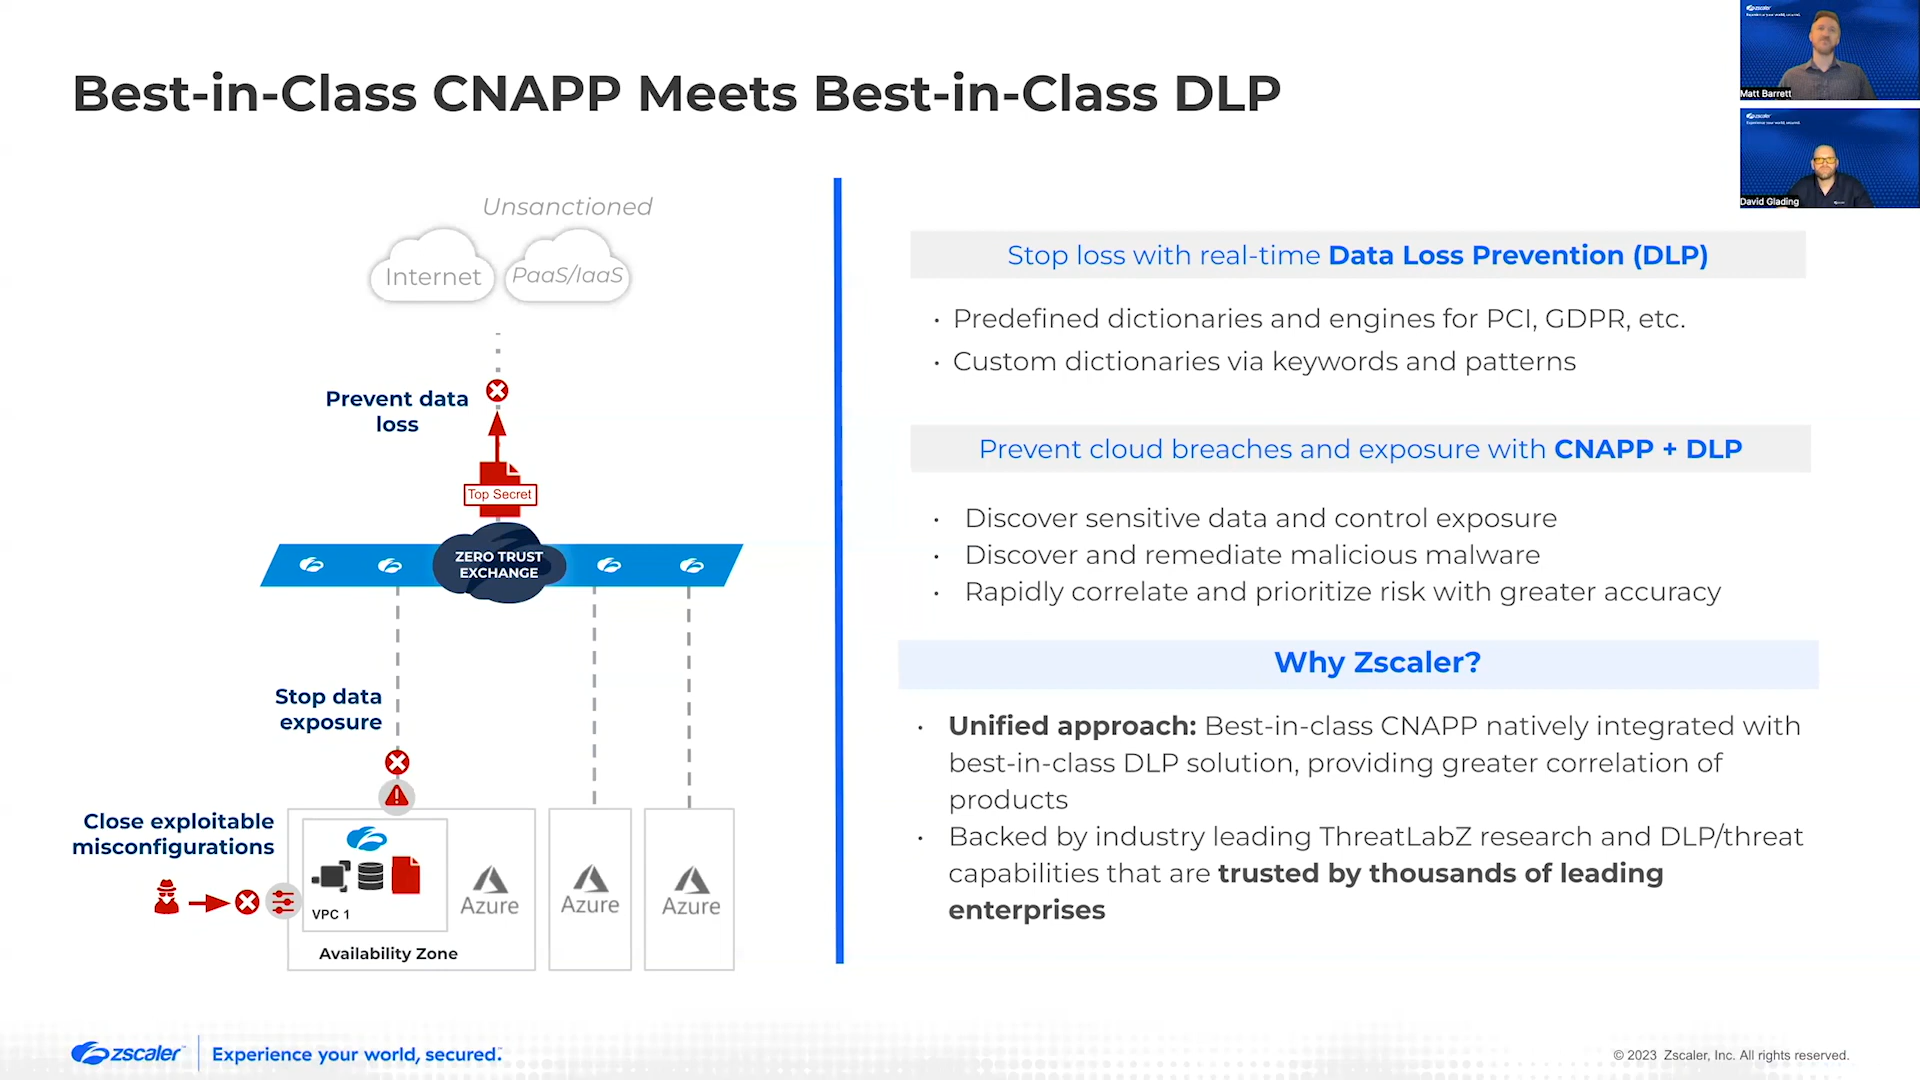 Best-in-Class CNAPP Meets Best-in-Class DLP
zscaler
Matt Barrett
zscaler
Experience your world, secured.
David Glading
Unsanctioned
Internet
PaaS/IaaS
Prevent data
loss
Top Secret
ZERO TRUST
EXCHANGE
Stop data
exposure
Close exploitable
misconfigurations
VPC 1
Azure
Availability Zone
Azure
Azure
Stop loss with real-time Data Loss Prevention (DLP)
· Predefined dictionaries and engines for PCI, GDPR, etc.
· Custom dictionaries via keywords and patterns
Prevent cloud breaches and exposure with CNAPP + DLP
· Discover sensitive data and control exposure
· Discover and remediate malicious malware
· Rapidly correlate and prioritize risk with greater accuracy
Why Zscaler?
· Unified approach: Best-in-class CNAPP natively integrated with
best-in-class DLP solution, providing greater correlation of
products
· Backed by industry leading ThreatLabZ research and DLP/threat
capabilities that are trusted by thousands of leading
enterprises
zscaler™
Experience your world, secured.™
© 2023 Zscaler, Inc. All rights reserved.